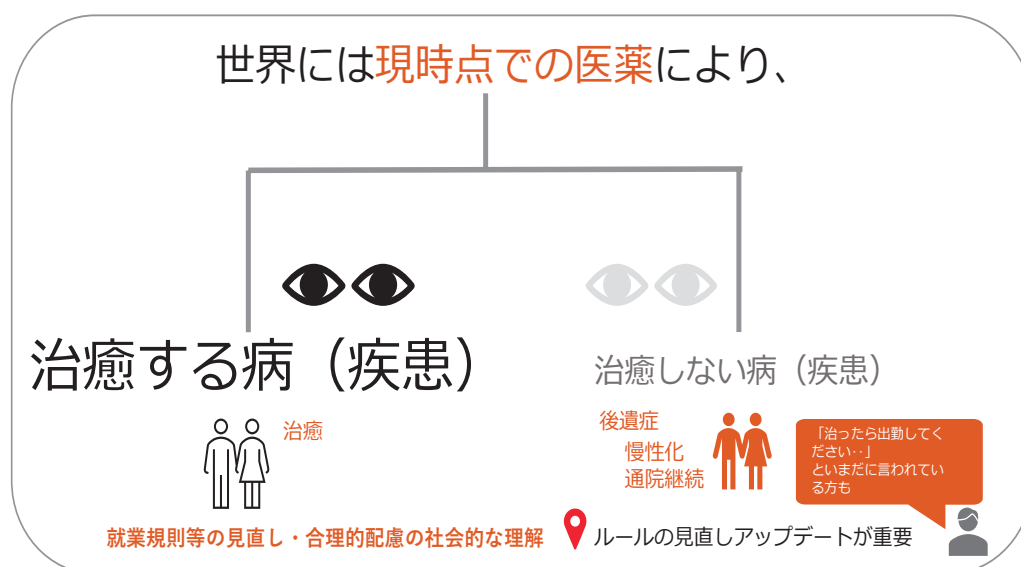 世界には現時点での医薬により、
治癒する病（疾患）
治癒しない病（疾患）
治癒
後遺症
慢性化
通院継続
「治ったら出勤してく
ださい‥」
といまだに言われてい
る方も
就業規則等の見直し・合理的配慮の社会的な理解
ルールの見直しアップデートが重要